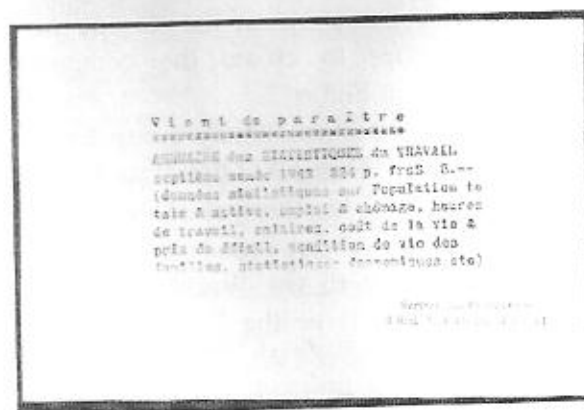 Vient de paraître
ANNUAIRE des STATISTIQUES du TRAVAIL
septième année 1942 224 p. frs 8.--
(données statistiques sur Population to
tale & active, emploi & chômage, heures
de travail, salaires, coût de la vie &
prix de détail, condition de vie des
familles, statistiques économiques etc)